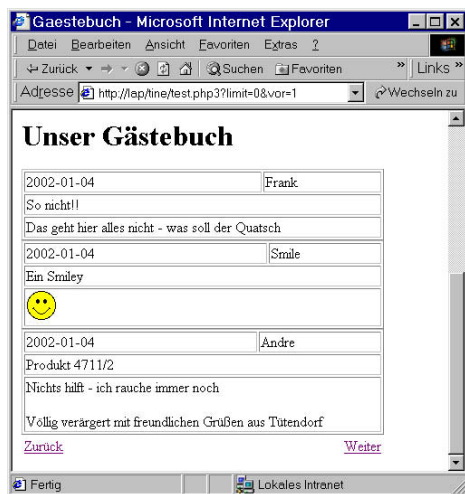 Gaestebuch - Microsoft Internet Explorer
Datei Bearbeiten Ansicht Favoriten Extras ?
Zurück Suchen Favoriten » Links »
Adresse http://lap/tine/test.php3?limit=0&vor=1 Wechseln zu
Unser Gästebuch
2002-01-04 Frank
So nicht!!
Das geht hier alles nicht - was soll der Quatsch
2002-01-04 Smile
Ein Smiley
2002-01-04 Andre
Produkt 4711/2
Nichts hilft - ich rauche immer noch
Völlig verärgert mit freundlichen Grüßen aus Tütendorf
Zurück Weiter
Fertig Lokales Intranet